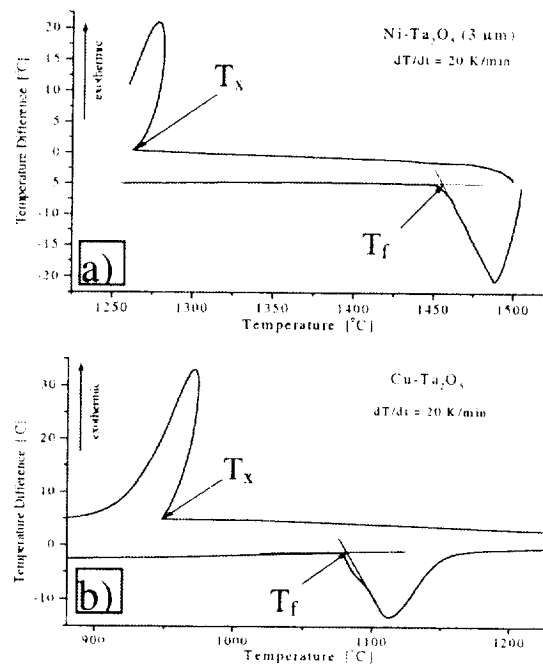 Ni-Ta₂O₅ (3 µm)
dT/dt = 20 K/min
exothermic
Temperature Difference [°C]
20
15
10
5
0
5
-10
-15
-20
Tₓ
T_f
a)
1250
1300
1350
1400
1450
1500
Temperature [°C]
Cu-Ta₂O₅
dT/dt = 20 K/min
exothermic
Temperature Difference [°C]
30
20
10
0
-10
Tₓ
T_f
b)
900
1000
1100
1200
Temperature [°C]